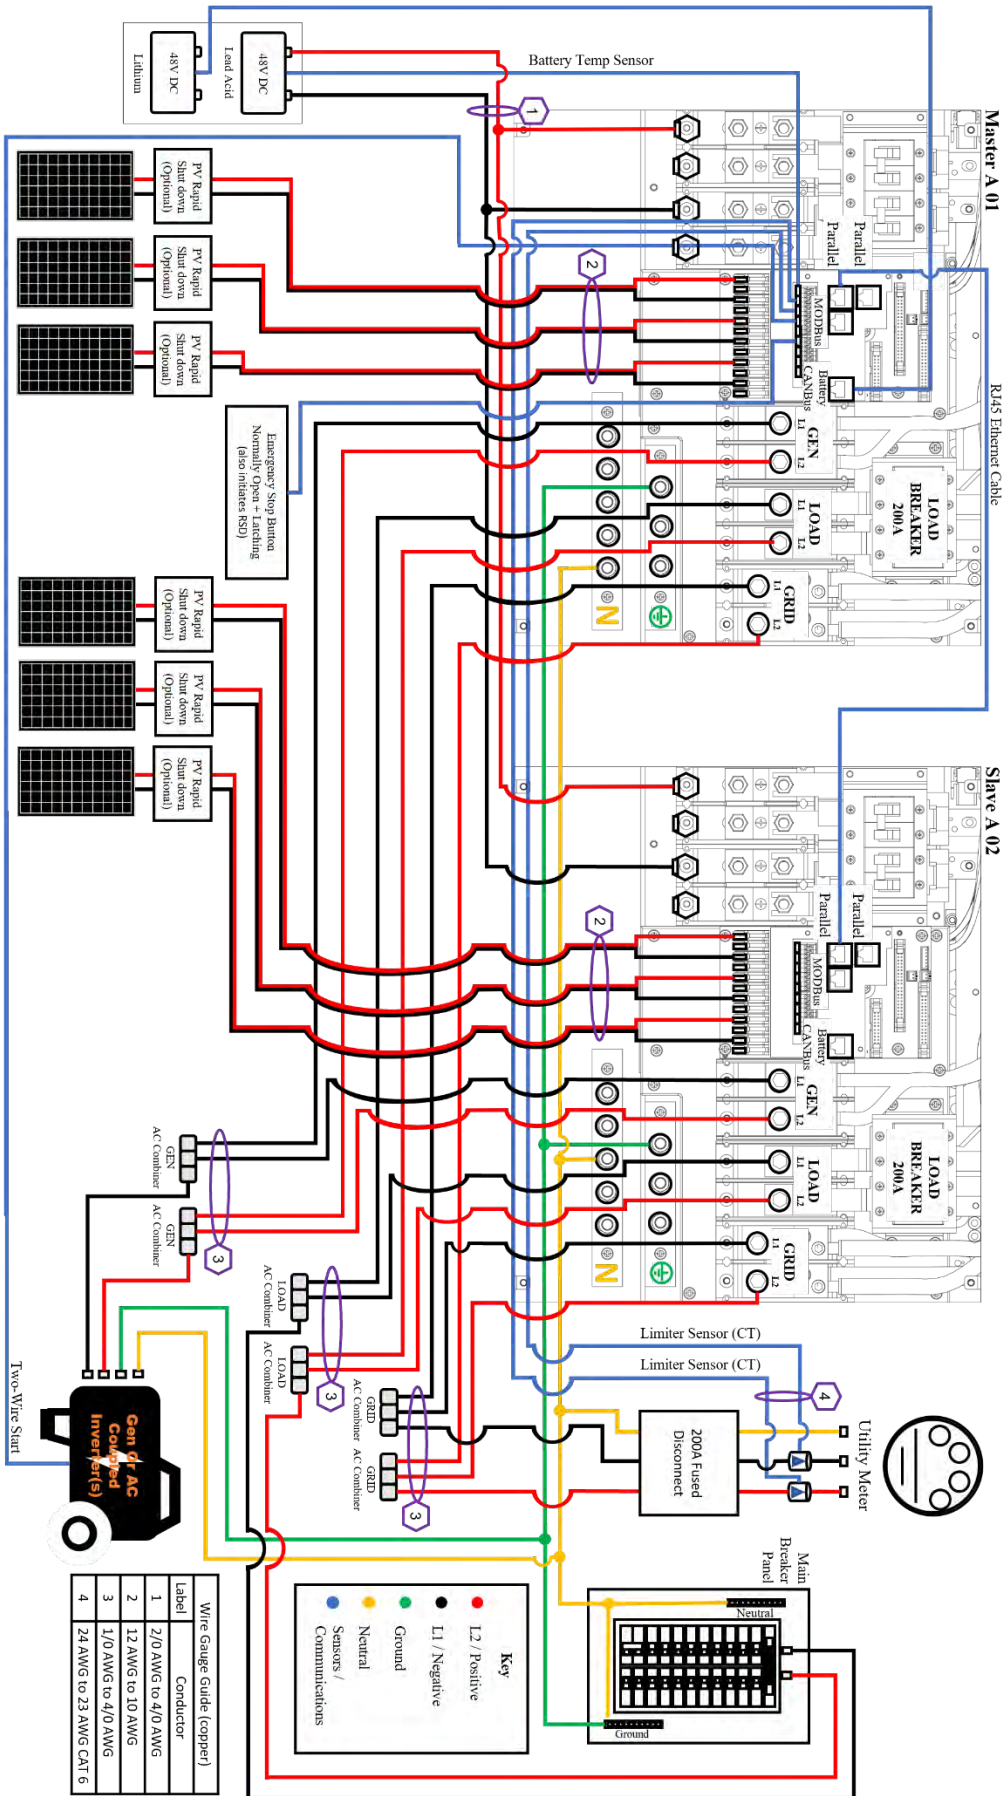 Master A 01
Slave A 02
Battery Temp Sensor
48V DC
Lithium
48V DC
Lead Acid
1
RJ45 Ethernet Cable
Parallel
Parallel
MODBus
Battery
CANBus
GEN
L1
L2
LOAD
L1
L2
GRID
L1
L2
LOAD
BREAKER
200A
N
2
PV Rapid
Shut down
(Optional)
PV Rapid
Shut down
(Optional)
PV Rapid
Shut down
(Optional)
Emergency Stop Button
Normally Open + Latching
(also initiates RSD)
PV Rapid
Shut down
(Optional)
PV Rapid
Shut down
(Optional)
PV Rapid
Shut down
(Optional)
Parallel
Parallel
MODBus
Battery
CANBus
GEN
L1
L2
LOAD
L1
L2
GRID
L1
L2
LOAD
BREAKER
200A
N
2
GEN
AC Combiner
GEN
AC Combiner
3
LOAD
AC Combiner
LOAD
AC Combiner
3
GRID
AC Combiner
GRID
AC Combiner
3
Limiter Sensor (CT)
Limiter Sensor (CT)
4
Utility Meter
200A Fused
Disconnect
Two-Wire Start
Gen Or AC
Coupled
Inverter(s)
Main
Breaker
Panel
Neutral
Ground
Key
L2 / Positive
L1 / Negative
Ground
Neutral
Sensors /
Communications
Wire Gauge Guide (copper)
Label Conductor
1 2/0 AWG to 4/0 AWG
2 12 AWG to 10 AWG
3 1/0 AWG to 4/0 AWG
4 24 AWG to 23 AWG CAT 6